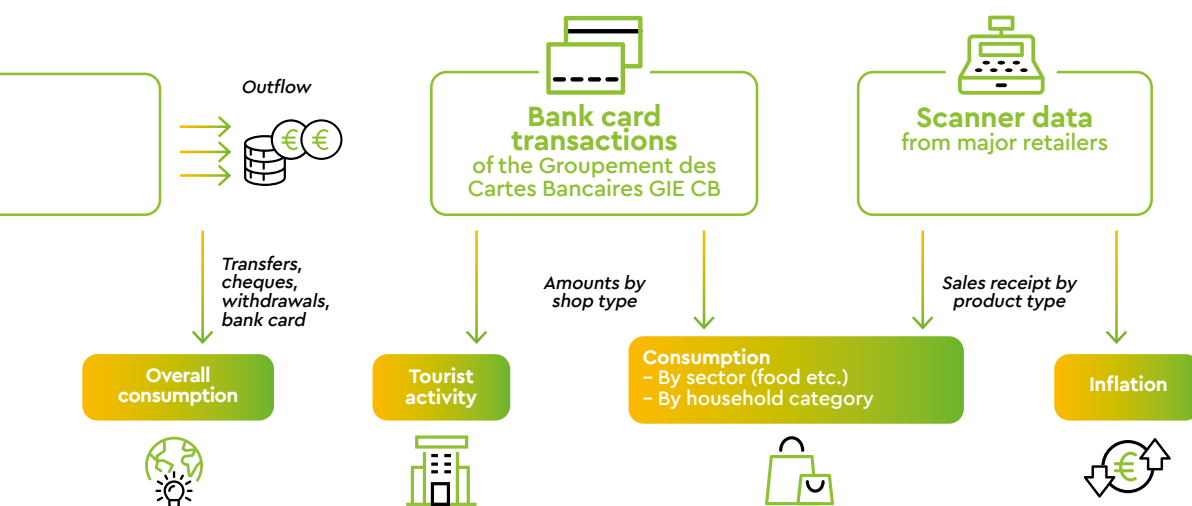 Outflow
Bank card
transactions
of the Groupement des
Cartes Bancaires GIE CB
Scanner data
from major retailers
Transfers,
cheques,
withdrawals,
bank card
Amounts by
shop type
Sales receipt by
product type
Overall
consumption
Tourist
activity
Consumption
– By sector (food etc.)
– By household category
Inflation